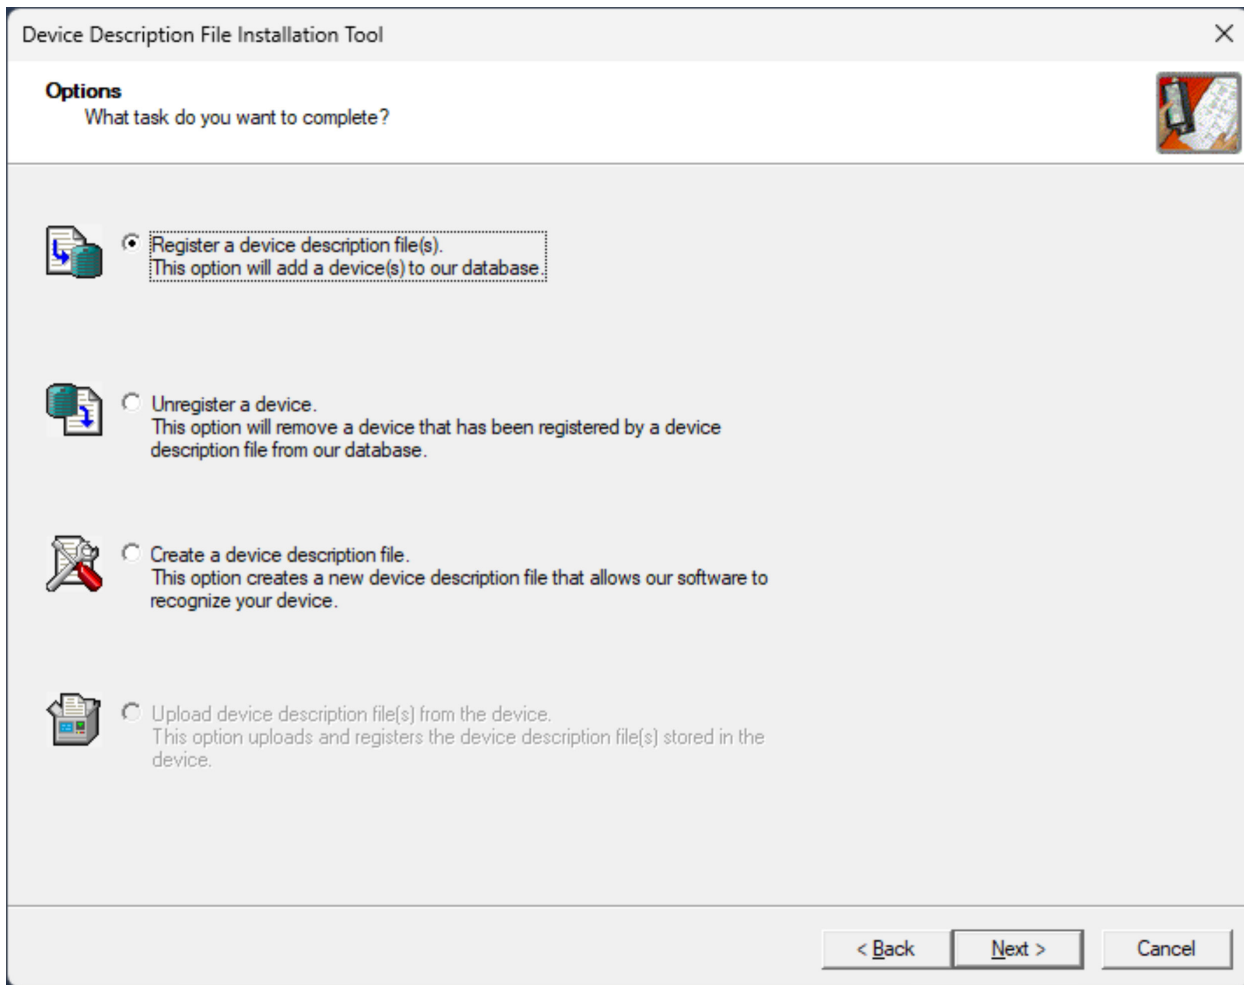 Device Description File Installation Tool
Options
What task do you want to complete?
Register a device description file(s).
This option will add a device(s) to our database.
Unregister a device.
This option will remove a device that has been registered by a device
description file from our database.
Create a device description file.
This option creates a new device description file that allows our software to
recognize your device.
Upload device description file(s) from the device.
This option uploads and registers the device description file(s) stored in the
device.
< Back
Next >
Cancel